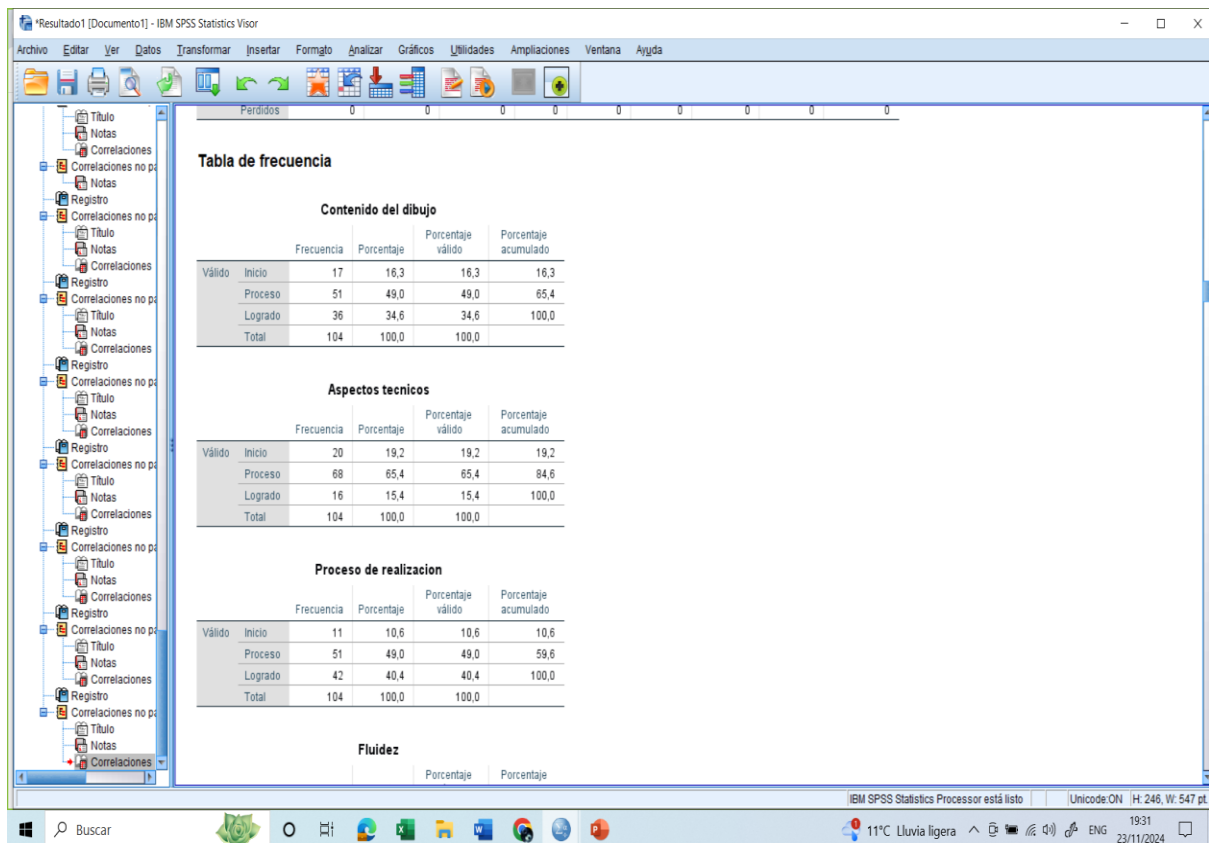 *Resultado1 [Documento1] - IBM SPSS Statistics Visor
Archivo Editar Ver Datos Transformar Insertar Formato Analizar Gráficos Utilidades Ampliaciones Ventana Ayuda
Título
Notas
Correlaciones
Correlaciones no pa
Notas
Registro
Correlaciones no pa
Título
Notas
Correlaciones
Registro
Correlaciones no pa
Título
Notas
Correlaciones
Registro
Correlaciones no pa
Título
Notas
Correlaciones
Registro
Correlaciones no pa
Título
Notas
Correlaciones
Registro
Correlaciones no pa
Título
Notas
Correlaciones
Registro
Correlaciones no pa
Título
Notas
Correlaciones
Registro
Correlaciones no pa
Título
Notas
Correlaciones
Perdidos 0 0 0 0 0 0 0 0 0
Tabla de frecuencia
Contenido del dibujo
Frecuencia Porcentaje Porcentaje válido Porcentaje acumulado
Válido Inicio 17 16,3 16,3 16,3
Proceso 51 49,0 49,0 65,4
Logrado 36 34,6 34,6 100,0
Total 104 100,0 100,0
Aspectos tecnicos
Frecuencia Porcentaje Porcentaje válido Porcentaje acumulado
Válido Inicio 20 19,2 19,2 19,2
Proceso 68 65,4 65,4 84,6
Logrado 16 15,4 15,4 100,0
Total 104 100,0 100,0
Proceso de realizacion
Frecuencia Porcentaje Porcentaje válido Porcentaje acumulado
Válido Inicio 11 10,6 10,6 10,6
Proceso 51 49,0 49,0 59,6
Logrado 42 40,4 40,4 100,0
Total 104 100,0 100,0
Fluidez
Porcentaje Porcentaje
IBM SPSS Statistics Processor está listo Unicode:ON H: 246, W: 547 pt.
Buscar
11°C Lluvia ligera ENG 19:31
23/11/2024